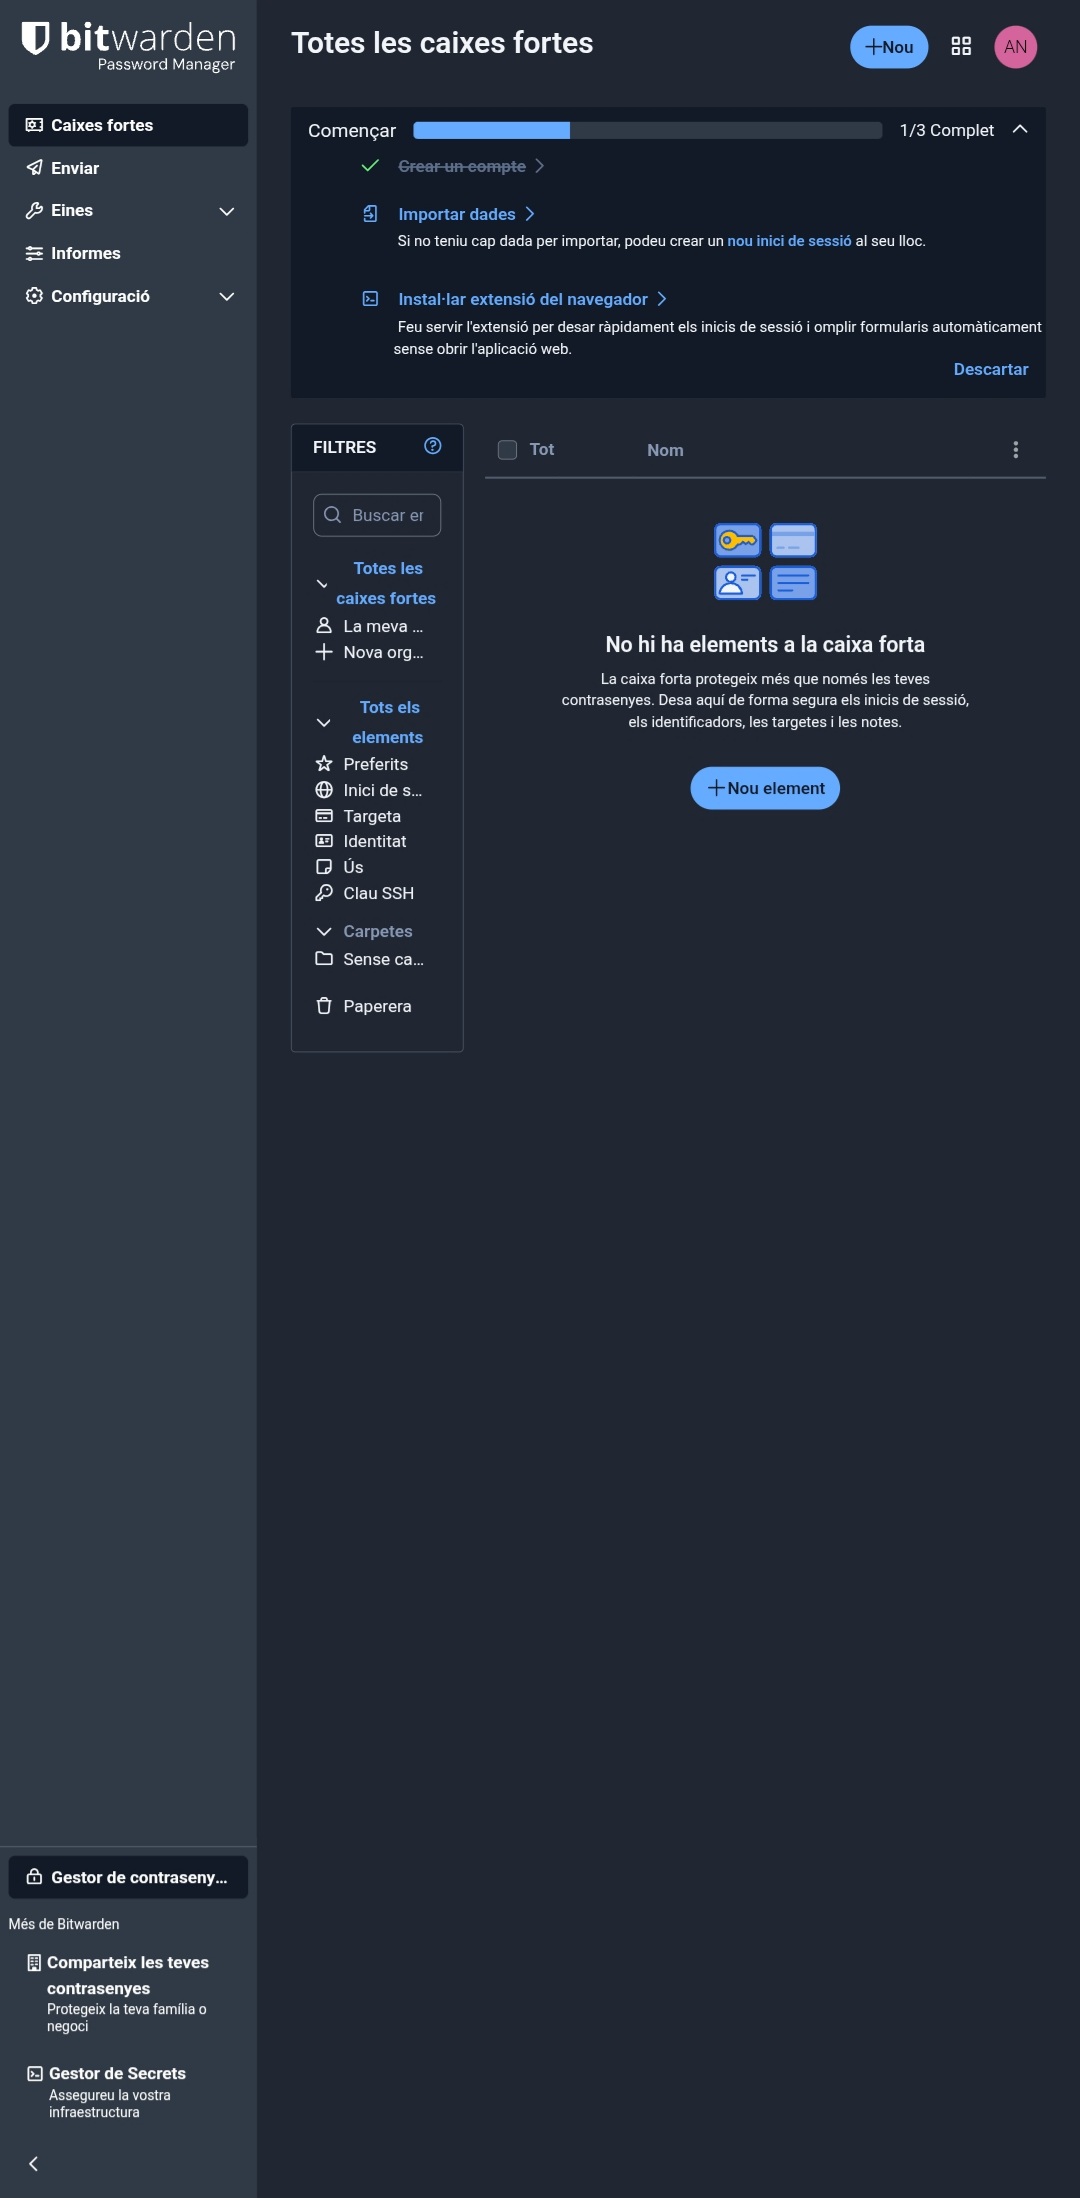 bitwarden
Password Manager
Caixes fortes
Enviar
Eines
Informes
Configuració
Totes les caixes fortes
Nou
AN
Començar
1/3 Complet
Crear un compte
Importar dades
Si no teniu cap dada per importar, podeu crear un nou inici de sessió al seu lloc.
Instal·lar extensió del navegador
Feu servir l'extensió per desar ràpidament els inicis de sessió i omplir formularis automàticament
sense obrir l'aplicació web.
Descartar
FILTRES
Buscar er
Totes les
caixes fortes
La meva ...
Nova org...
Tots els
elements
Preferits
Inici de s...
Targeta
Identitat
Ús
Clau SSH
Carpetes
Sense ca...
Paperera
Tot
Nom
No hi ha elements a la caixa forta
La caixa forta protegeix més que només les teves
contrasenyes. Desa aquí de forma segura els inicis de sessió,
els identificadors, les targetes i les notes.
Nou element
Gestor de contraseny...
Més de Bitwarden
Comparteix les teves
contrasenyes
Protegeix la teva família o
negoci
Gestor de Secrets
Assegureu la vostra
infraestructura